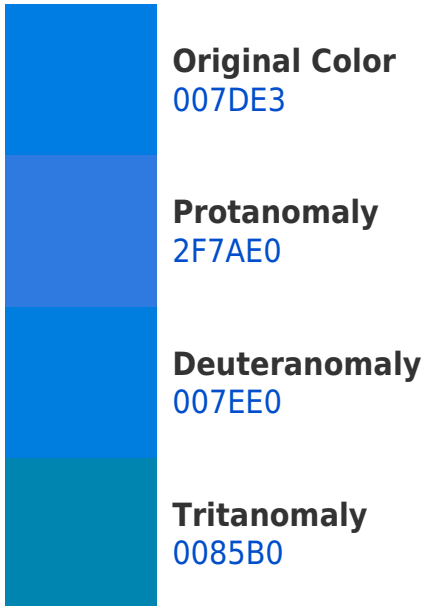 Original Color
007DE3
Protanomaly
2F7AE0
Deuteranomaly
007EE0
Tritanomaly
0085B0